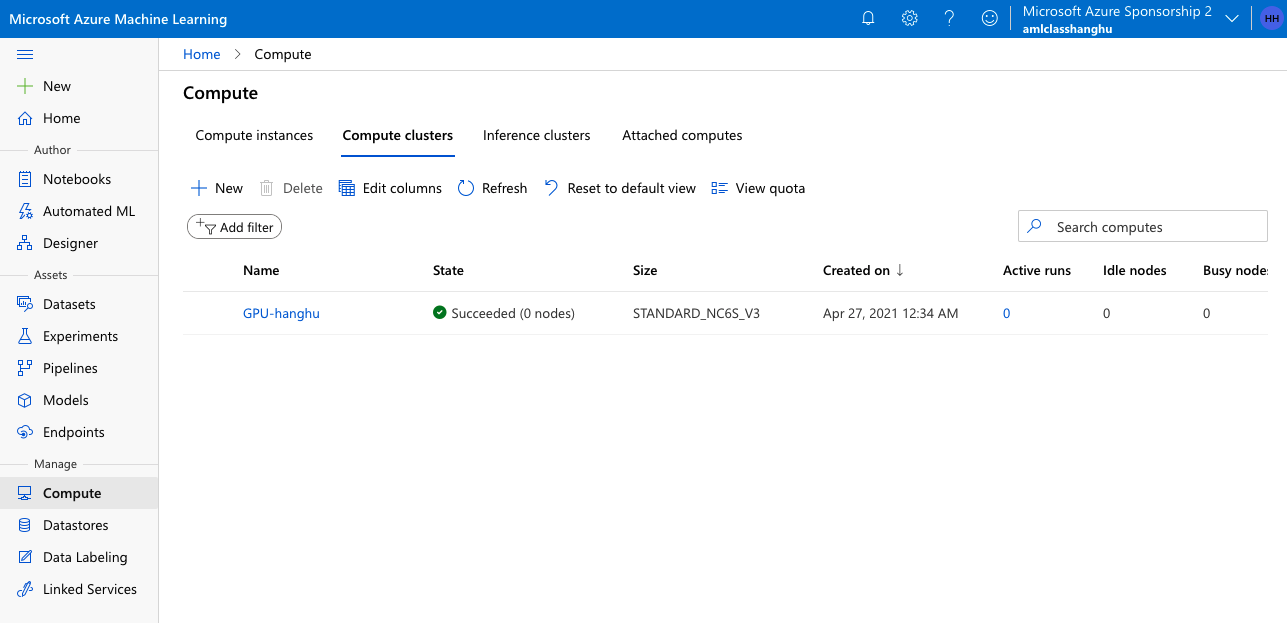 Microsoft Azure Machine Learning
Microsoft Azure Sponsorship 2
amlclasshanghu
HH
New
Home
Author
Notebooks
Automated ML
Designer
Assets
Datasets
Experiments
Pipelines
Models
Endpoints
Manage
Compute
Datastores
Data Labeling
Linked Services
Home > Compute
Compute
Compute instances Compute clusters Inference clusters Attached computes
New Delete Edit columns Refresh Reset to default view View quota
Add filter
Search computes
Name State Size Created on ↓ Active runs Idle nodes Busy nodes
GPU-hanghu Succeeded (0 nodes) STANDARD_NC6S_V3 Apr 27, 2021 12:34 AM 0 0 0